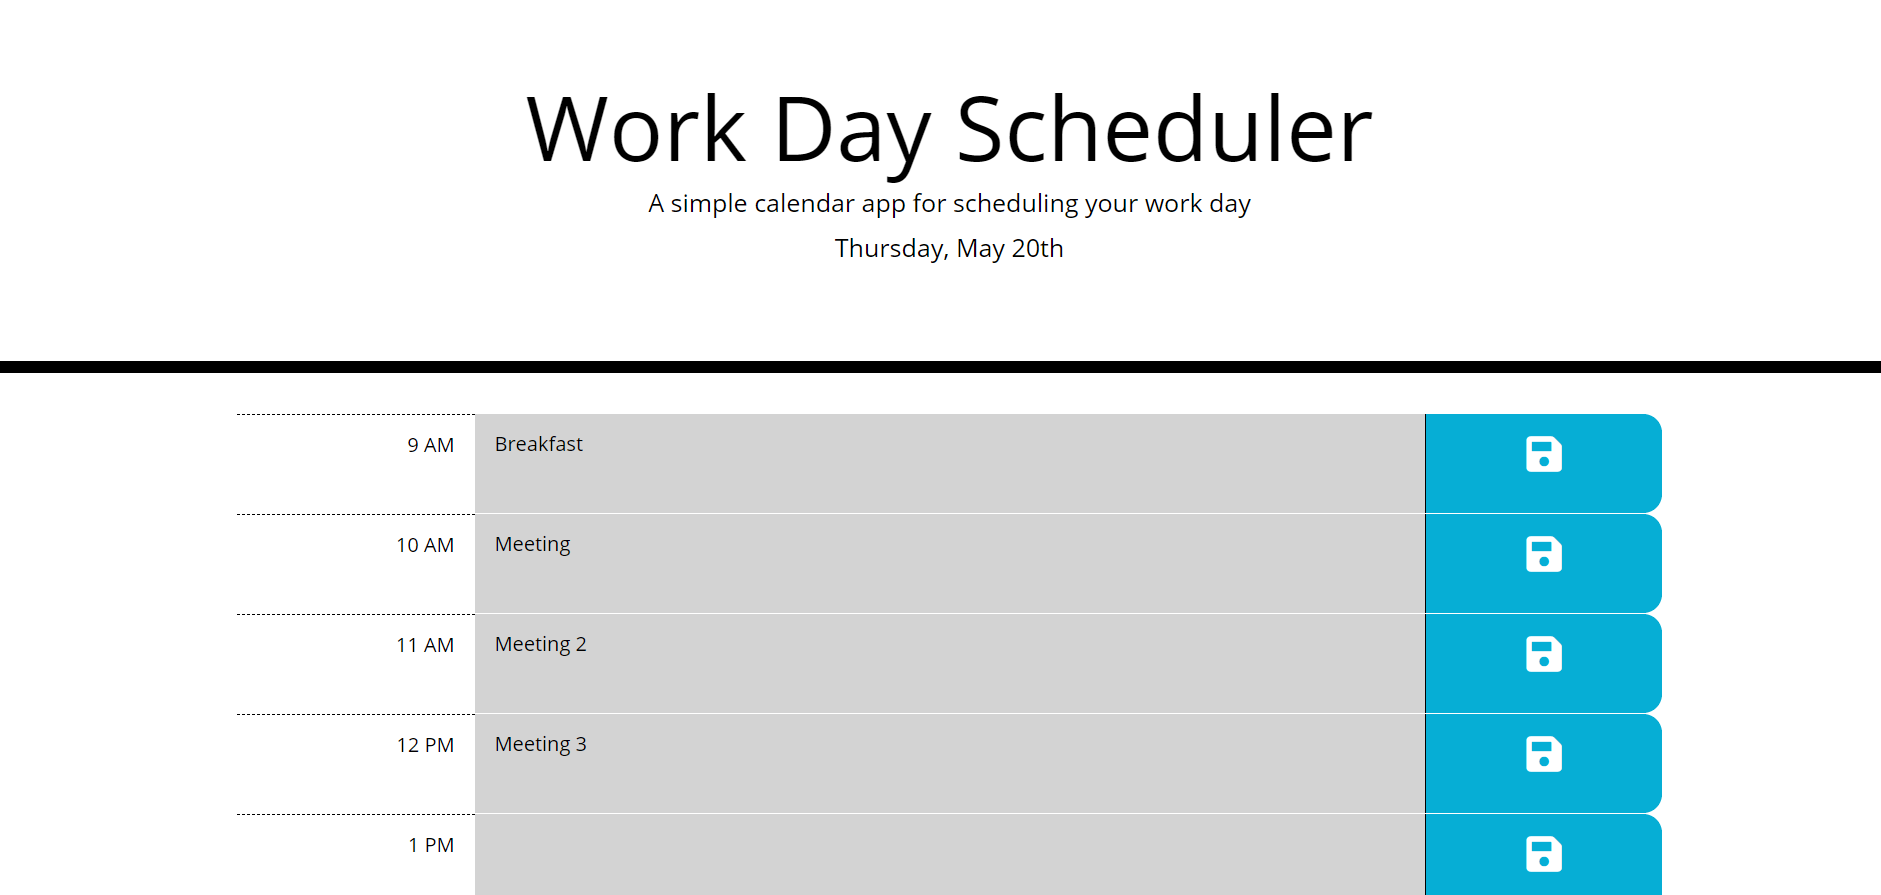 Work Day Scheduler
A simple calendar app for scheduling your work day
Thursday, May 20th
9 AM Breakfast
10 AM Meeting
11 AM Meeting 2
12 PM Meeting 3
1 PM